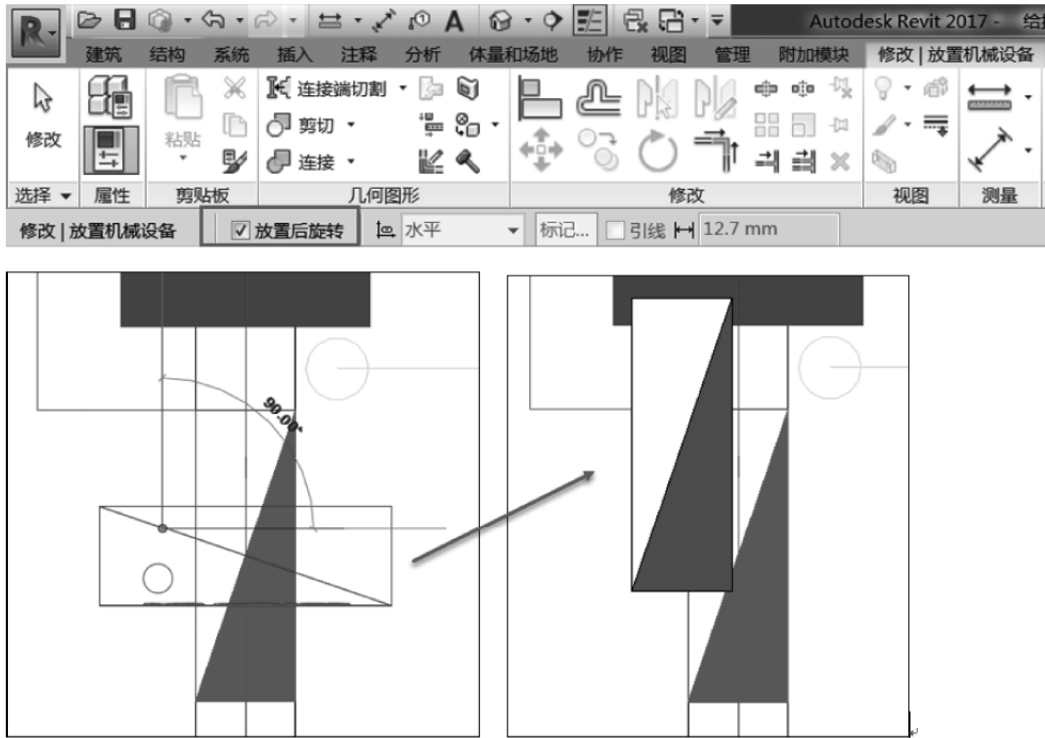 Autodesk Revit 2017 - 给排
建筑 结构 系统 插入 注释 分析 体量和场地 协作 视图 管理 附加模块 修改 | 放置机械设备
修改 粘贴 连接端切割
剪切
连接
选择 属性 剪贴板 几何图形 修改 视图 测量
修改 | 放置机械设备 放置后旋转 水平 标记... 引线 12.7 mm
90.00°